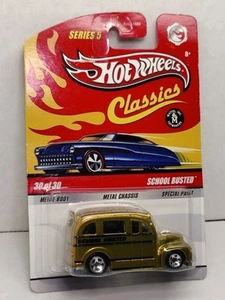 SERIES 5
Hot Wheels
Classics
30 of 30
SCHOOL BUSTED
METAL BODY
METAL CHASSIS
SPECIAL PAINT